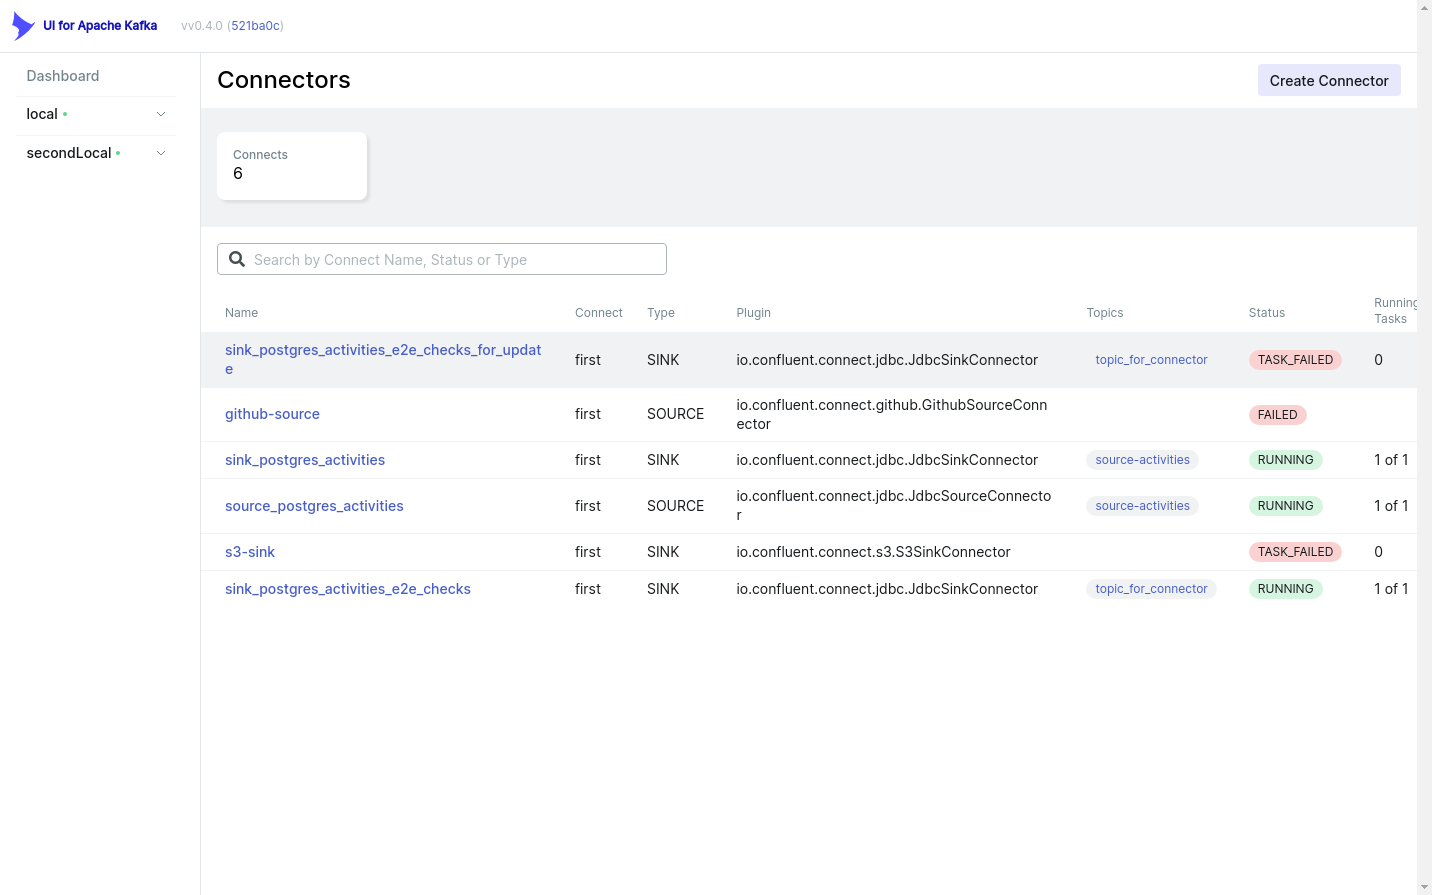 UI for Apache Kafka vv0.4.0 (521ba0c)
Dashboard
local
secondLocal
Connectors
Create Connector
Connects
6
Search by Connect Name, Status or Type
Name Connect Type Plugin Topics Status Running
Tasks
sink_postgres_activities_e2e_checks_for_updat
e
first SINK io.confluent.connect.jdbc.JdbcSinkConnector topic_for_connector TASK_FAILED 0
github-source first SOURCE io.confluent.connect.github.GithubSourceConn
ector
FAILED
sink_postgres_activities first SINK io.confluent.connect.jdbc.JdbcSinkConnector source-activities RUNNING 1 of 1
source_postgres_activities first SOURCE io.confluent.connect.jdbc.JdbcSourceConnecto
r
source-activities RUNNING 1 of 1
s3-sink first SINK io.confluent.connect.s3.S3SinkConnector TASK_FAILED 0
sink_postgres_activities_e2e_checks first SINK io.confluent.connect.jdbc.JdbcSinkConnector topic_for_connector RUNNING 1 of 1